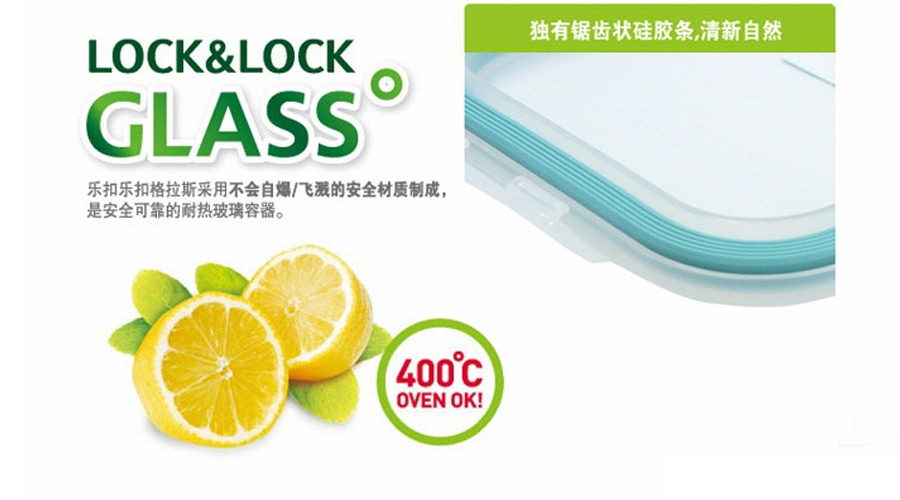 LOCK&LOCK
GLASS°
乐扣乐扣格拉斯采用不会自爆/飞溅的安全材质制成，
是安全可靠的耐热玻璃容器。
独有锯齿状硅胶条,清新自然
400°C
OVEN OK!